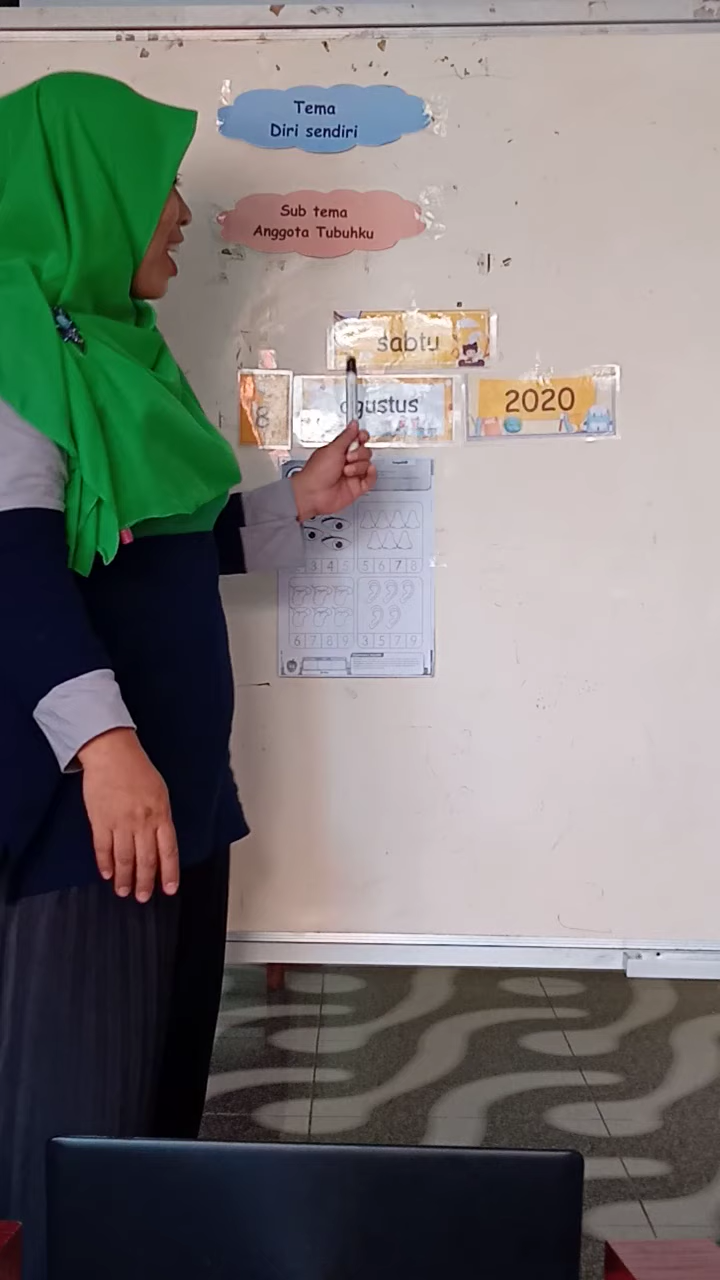 Tema
Diri sendiri
Sub tema
Anggota Tubuhku
sabtu
8 agustus 2020
3 4 5
5 6 7 8
6 7 8 9
3 5 7 9